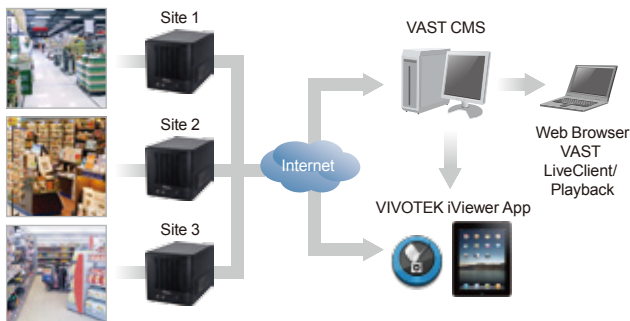 Site 1
VAST CMS
Site 2
Internet
Web Browser
VAST
LiveClient/
Playback
VIVOTEK iViewer App
Site 3